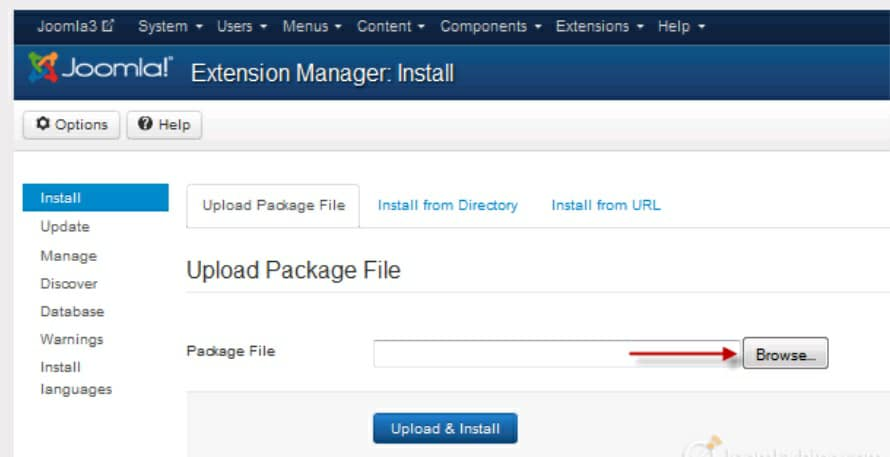 Joomla3 System Users Menus Content Components Extensions Help
Joomla! Extension Manager: Install
Options Help
Install
Update
Manage
Discover
Database
Warnings
Install
languages
Upload Package File Install from Directory Install from URL
Upload Package File
Package File Browse...
Upload & Install